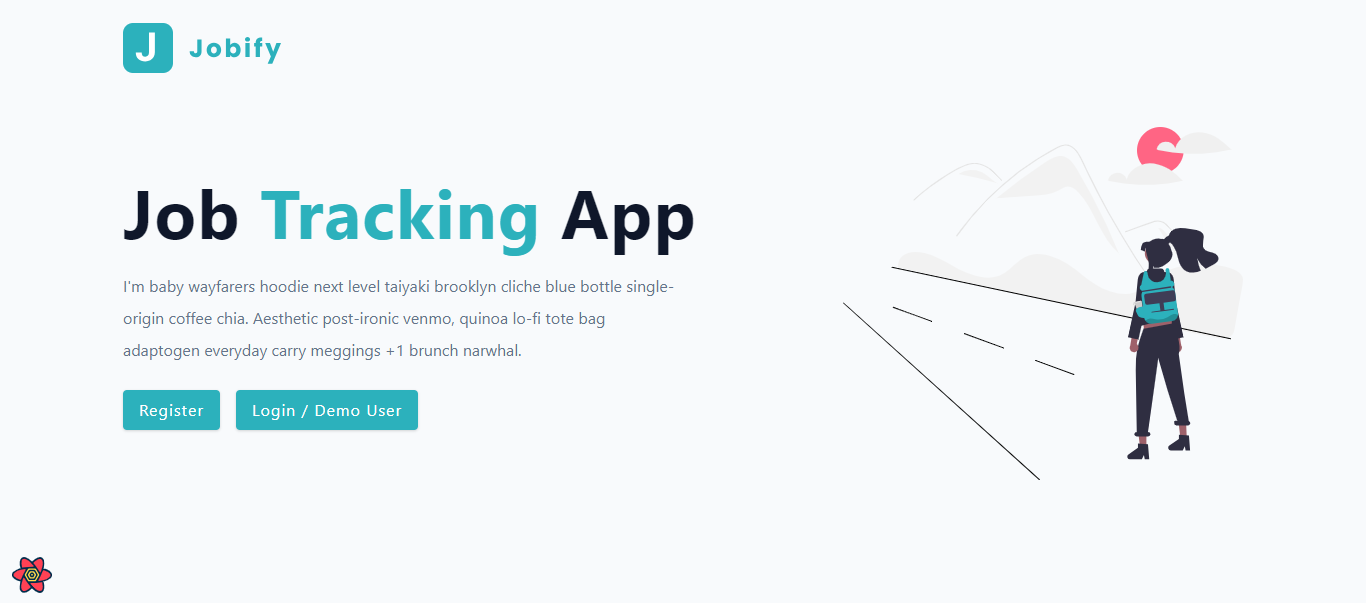 J Jobify
Job Tracking App
I'm baby wayfarers hoodie next level taiyaki brooklyn cliche blue bottle single-
origin coffee chia. Aesthetic post-ironic venmo, quinoa lo-fi tote bag
adaptogen everyday carry meggings +1 brunch narwhal.
Register
Login / Demo User